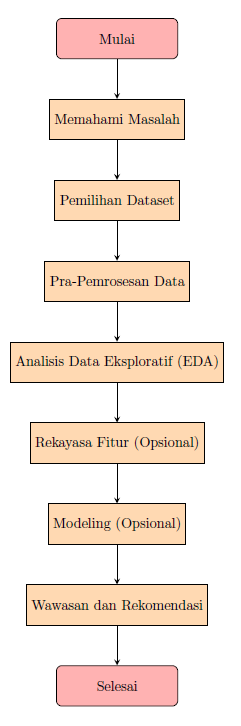 Mulai
Memahami Masalah
Pemilihan Dataset
Pra-Pemrosesan Data
Analisis Data Eksploratif (EDA)
Rekayasa Fitur (Opsional)
Modeling (Opsional)
Wawasan dan Rekomendasi
Selesai